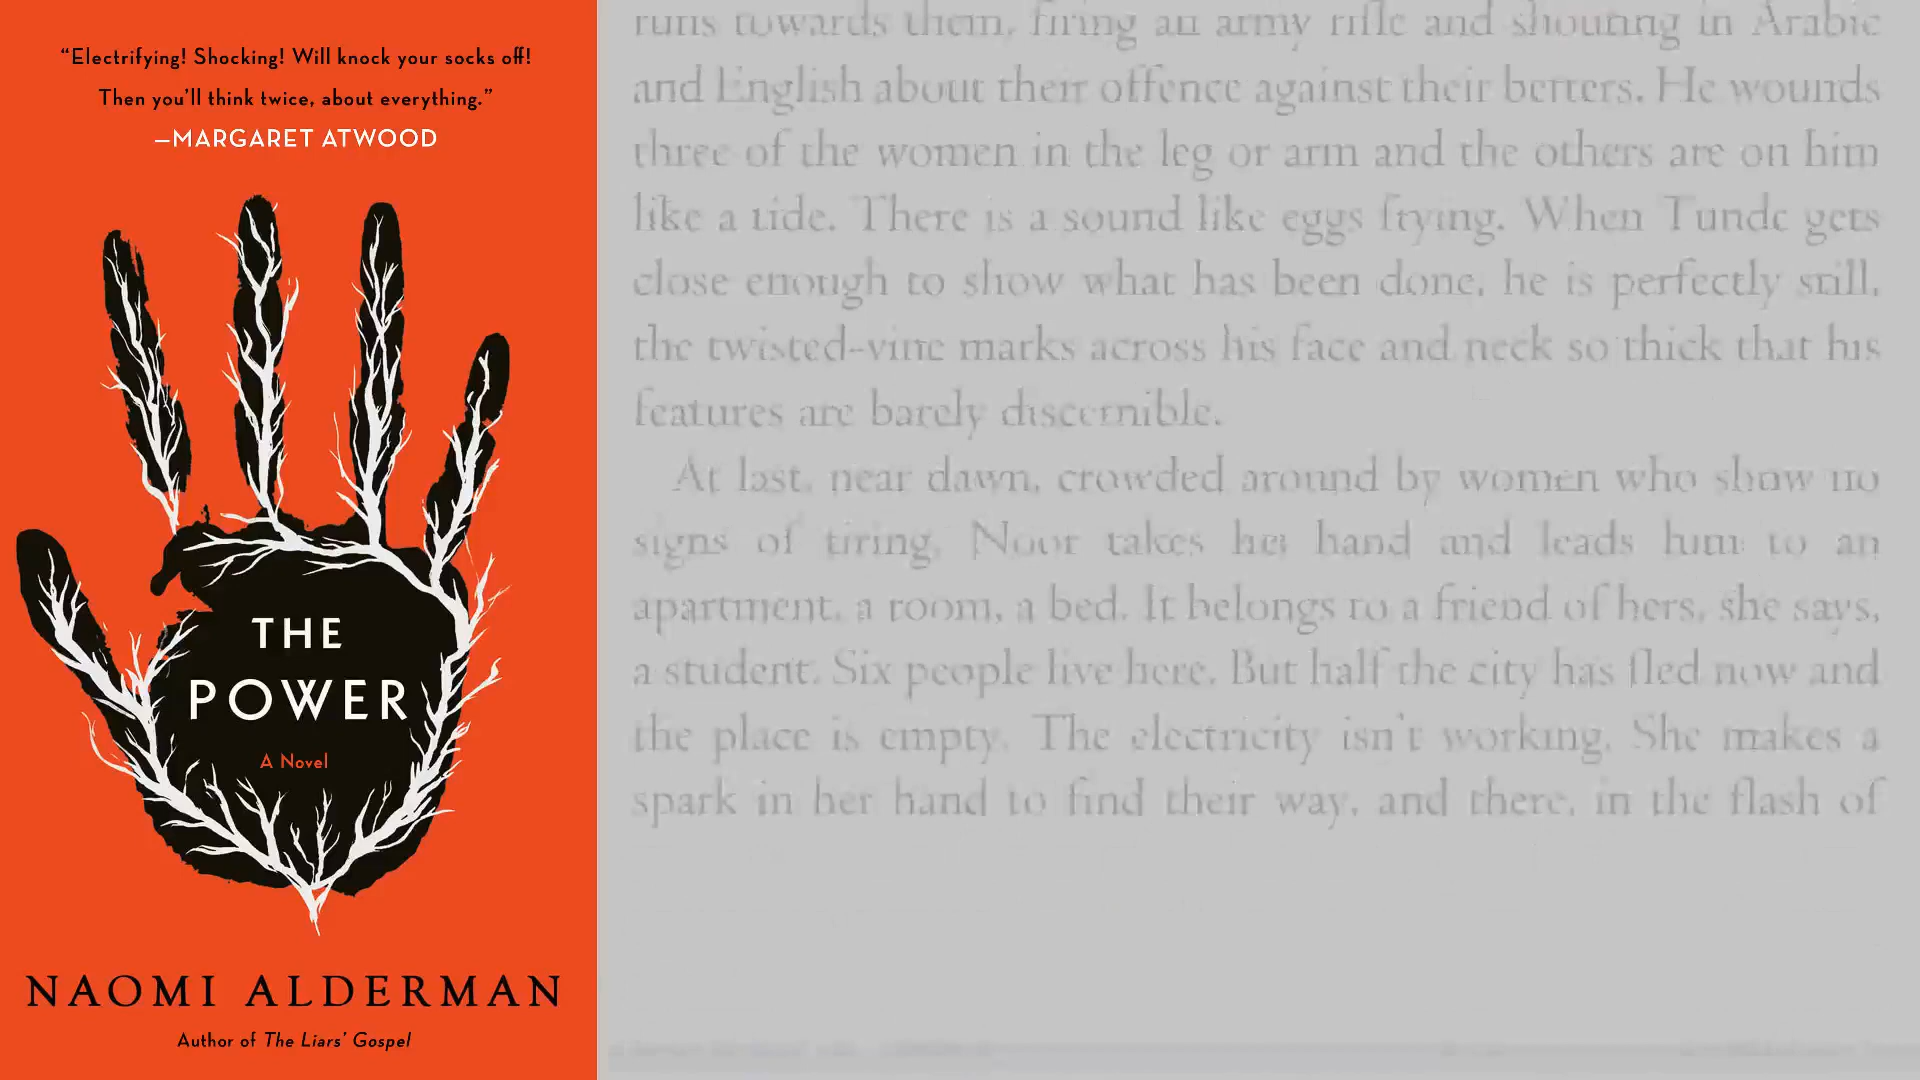 “Electrifying! Shocking! Will knock your socks off!
Then you’ll think twice, about everything.”
—MARGARET ATWOOD
THE
POWER
A Novel
NAOMI ALDERMAN
Author of The Liars’ Gospel
runs towards them, firing an army rifle and shouting in Arabic
and English about their offence against their betters. He wounds
three of the women in the leg or arm and the others are on him
like a tide. There is a sound like eggs frying. When Tunde gets
close enough to show what has been done, he is perfectly still,
the twisted-vine marks across his face and neck so thick that his
features are barely discernible.
At last, near dawn, crowded around by women who show no
signs of tiring, Noor takes her hand and leads him to an
apartment, a room, a bed. It belongs to a friend of hers, she says,
a student. Six people live here. But half the city has fled now and
the place is empty. The electricity isn’t working. She makes a
spark in her hand to find their way, and there, in the flash of